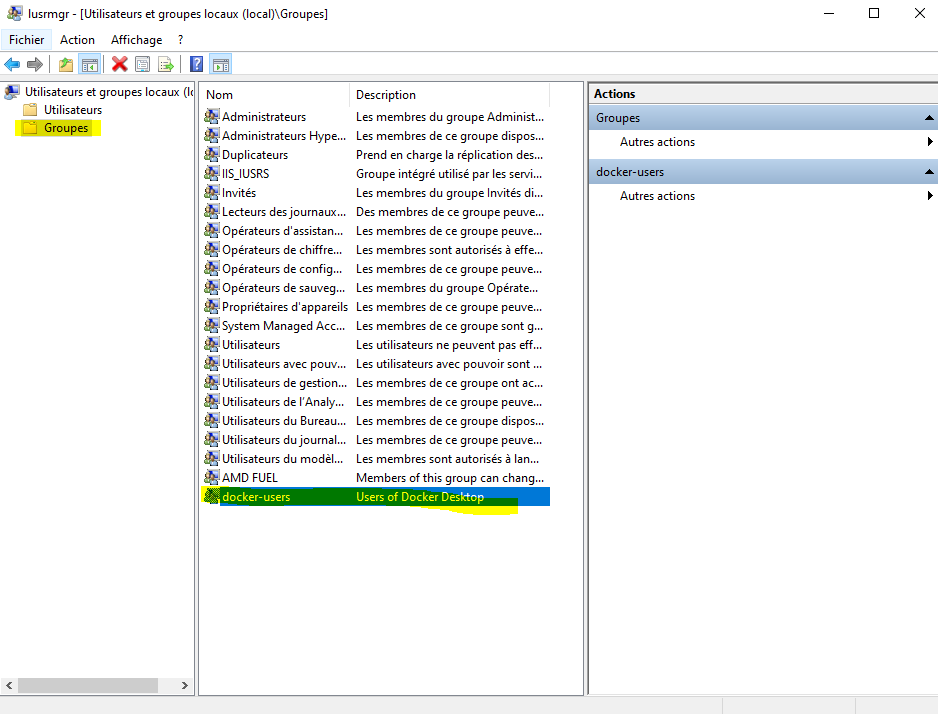 lusrmgr - [Utilisateurs et groupes locaux (local)\Groupes]
Fichier Action Affichage ?
Utilisateurs et groupes locaux (lo
Utilisateurs
Groupes
Nom Description
Administrateurs Les membres du groupe Administ...
Administrateurs Hype... Les membres de ce groupe dispos...
Duplicateurs Prend en charge la réplication des...
IIS_IUSRS Groupe intégré utilisé par les servi...
Invités Les membres du groupe Invités di...
Lecteurs des journaux... Des membres de ce groupe peuve...
Opérateurs d'assistan... Les membres de ce groupe peuve...
Opérateurs de chiffre... Les membres sont autorisés à effe...
Opérateurs de config... Les membres de ce groupe peuve...
Opérateurs de sauveg... Les membres du groupe Opérate...
Propriétaires d'appareils Les membres de ce groupe peuve...
System Managed Acc... Les membres de ce groupe sont g...
Utilisateurs Les utilisateurs ne peuvent pas eff...
Utilisateurs avec pouv... Les utilisateurs avec pouvoir sont ...
Utilisateurs de gestion... Les membres de ce groupe ont ac...
Utilisateurs de l'Analy... Les membres de ce groupe peuve...
Utilisateurs du Bureau... Les membres de ce groupe dispos...
Utilisateurs du journal... Les membres de ce groupe peuve...
Utilisateurs du modèl... Les membres sont autorisés à lan...
AMD FUEL Members of this group can chang...
docker-users Users of Docker Desktop
Actions
Groupes
Autres actions
docker-users
Autres actions